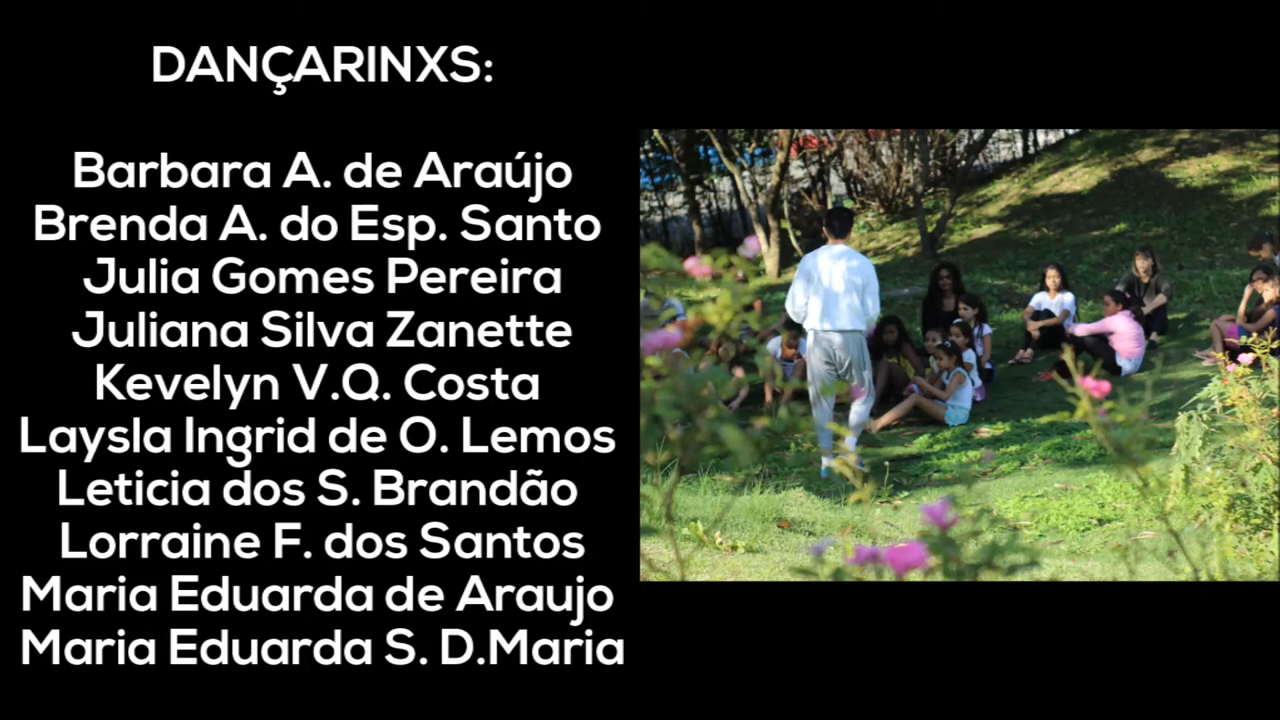 DANÇARINXS:
Barbara A. de Araújo
Brenda A. do Esp. Santo
Julia Gomes Pereira
Juliana Silva Zanette
Kevelyn V.Q. Costa
Laysla Ingrid de O. Lemos
Leticia dos S. Brandão
Lorraine F. dos Santos
Maria Eduarda de Araujo
Maria Eduarda S. D.Maria